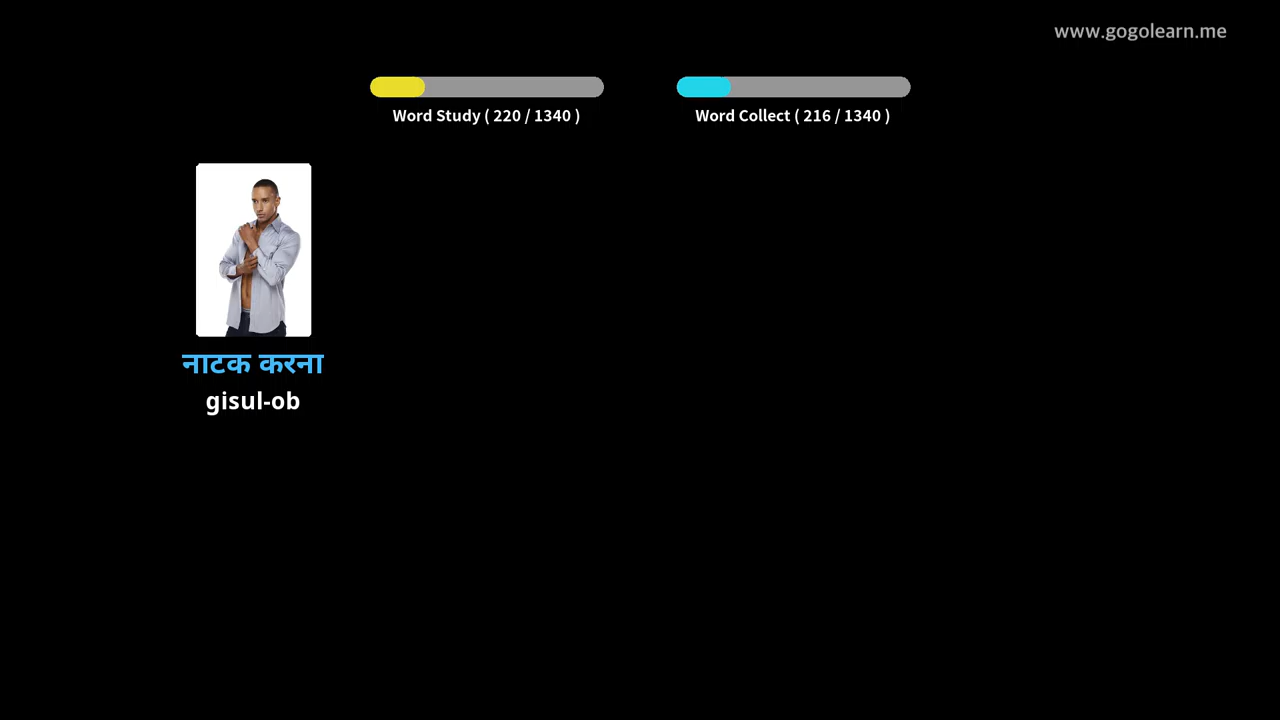 www.gogolearn.me
Word Study ( 220 / 1340 )
Word Collect ( 216 / 1340 )
नाटक करना
gisul-ob